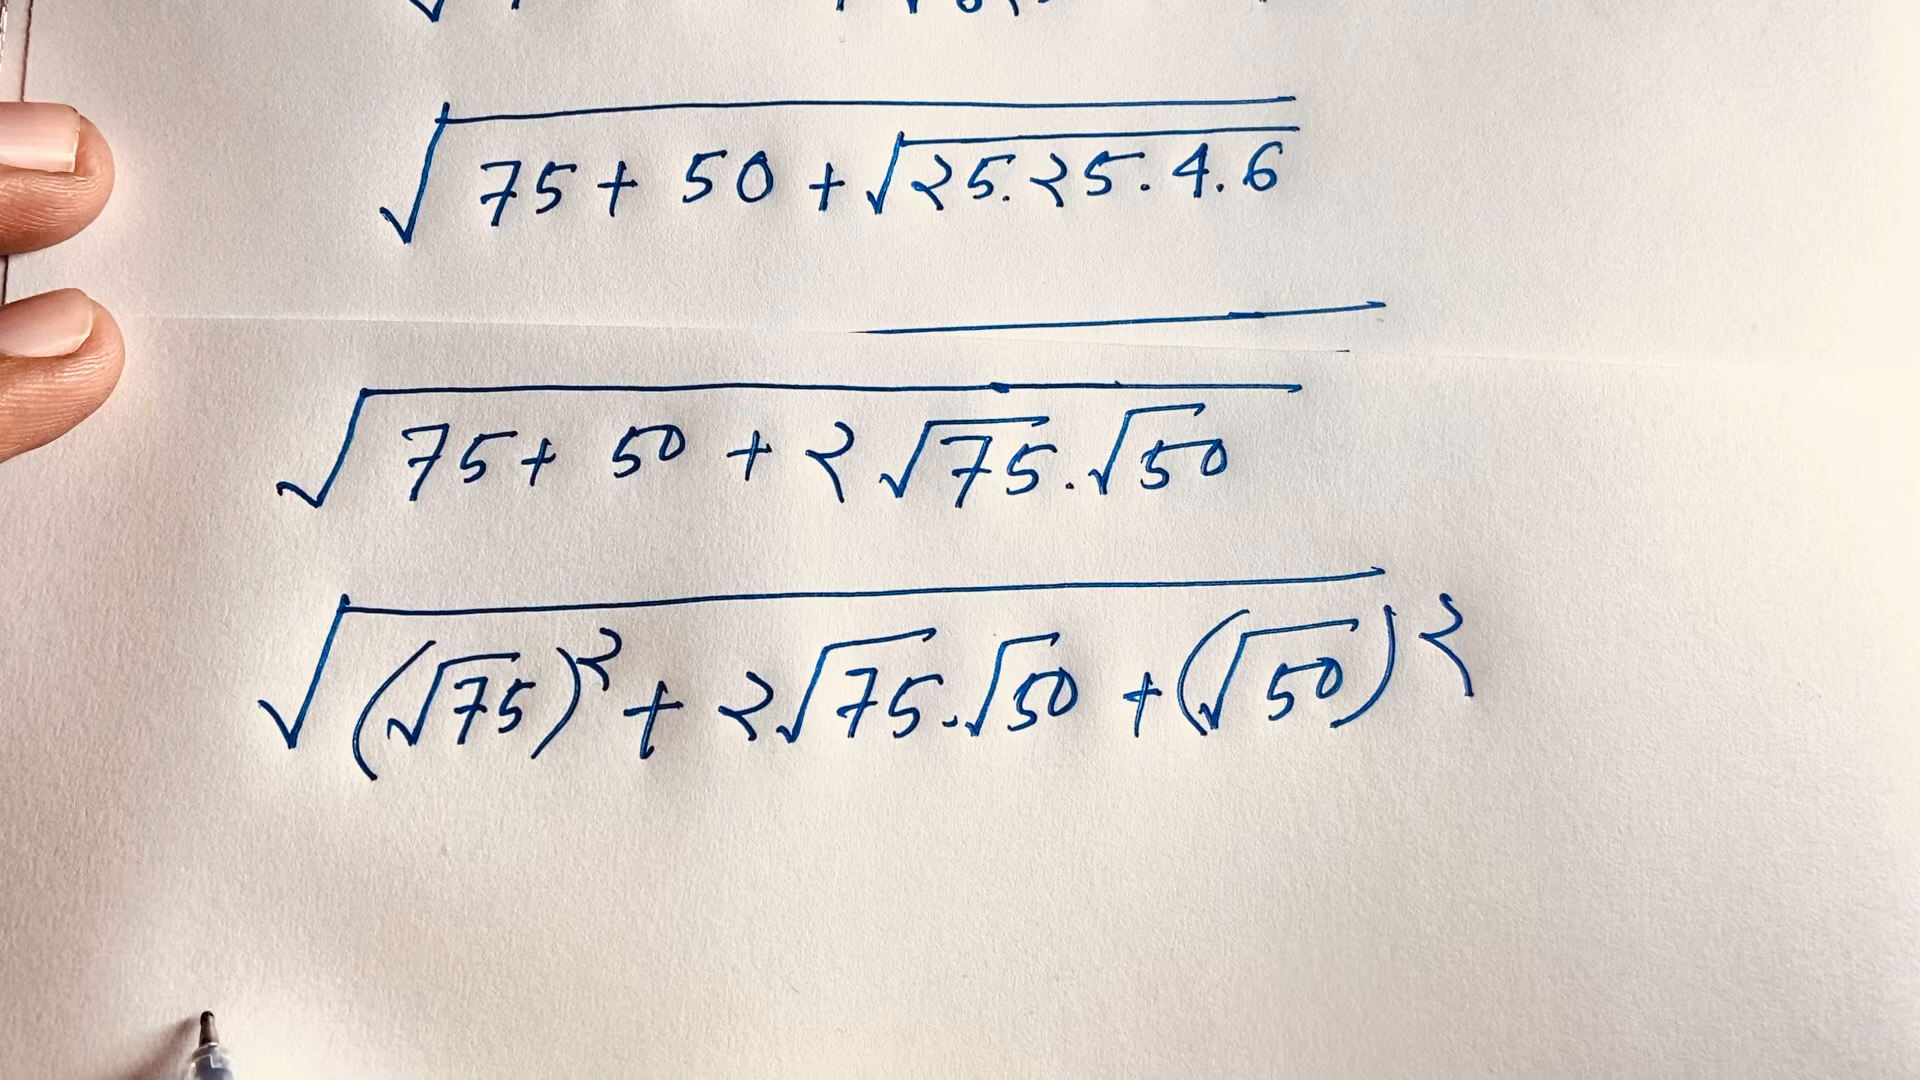 √(75 + 50 + √(25.25.4.6))
√(75 + 50 + 2√75.√50)
√((√75)² + 2√75.√50 + (√50)²)